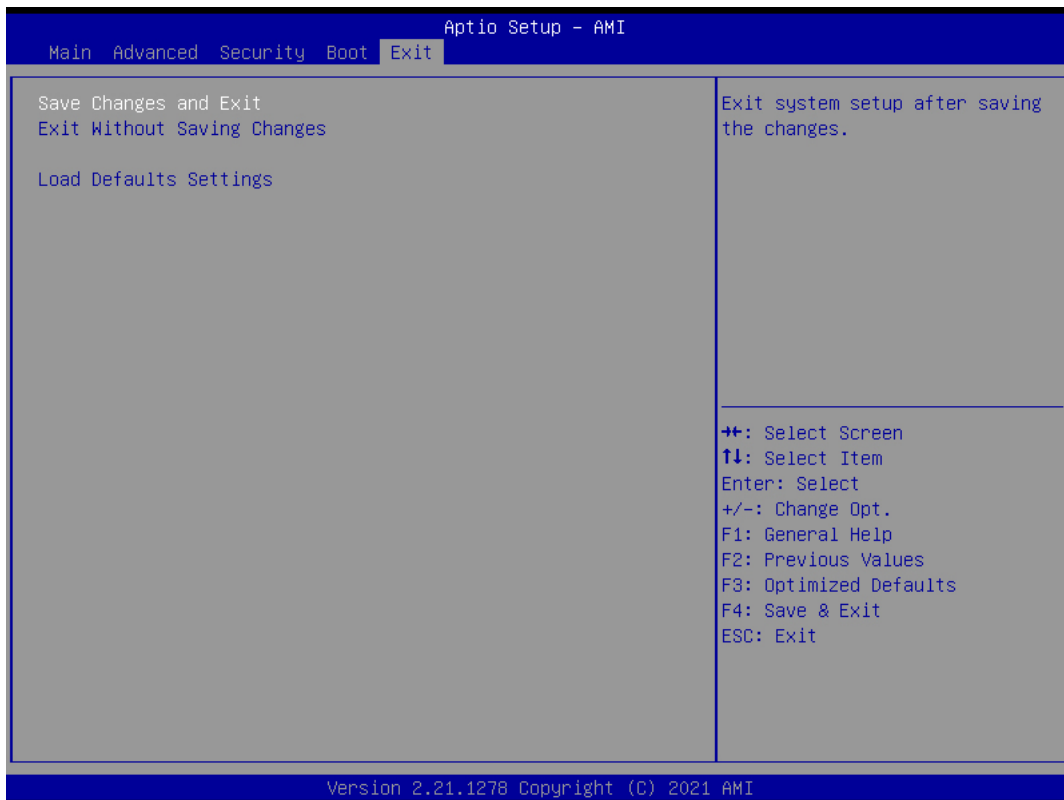 Aptio Setup – AMI
Main Advanced Security Boot Exit
Save Changes and Exit
Exit Without Saving Changes
Load Defaults Settings
Exit system setup after saving
the changes.
→←: Select Screen
↑↓: Select Item
Enter: Select
+/-: Change Opt.
F1: General Help
F2: Previous Values
F3: Optimized Defaults
F4: Save & Exit
ESC: Exit
Version 2.21.1278 Copyright (C) 2021 AMI